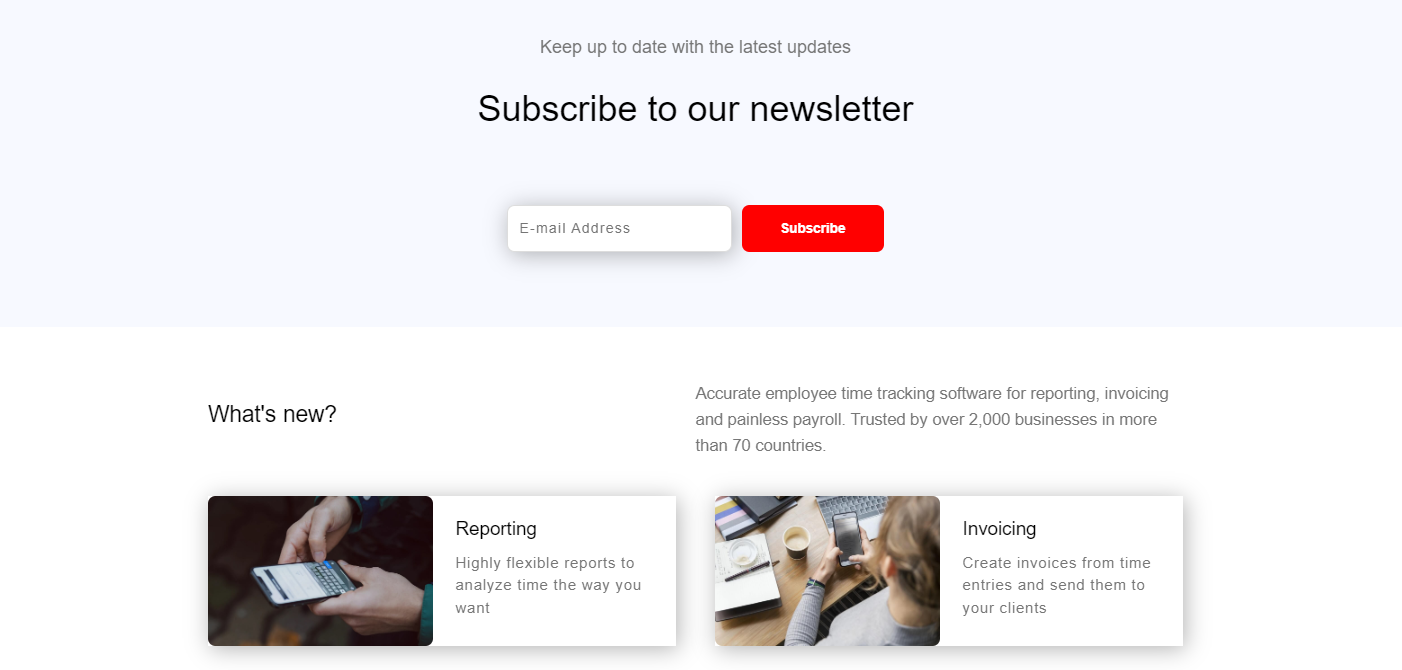 Keep up to date with the latest updates
Subscribe to our newsletter
E-mail Address
Subscribe
What's new?
Accurate employee time tracking software for reporting, invoicing
and painless payroll. Trusted by over 2,000 businesses in more
than 70 countries.
Reporting
Highly flexible reports to
analyze time the way you
want
Invoicing
Create invoices from time
entries and send them to
your clients